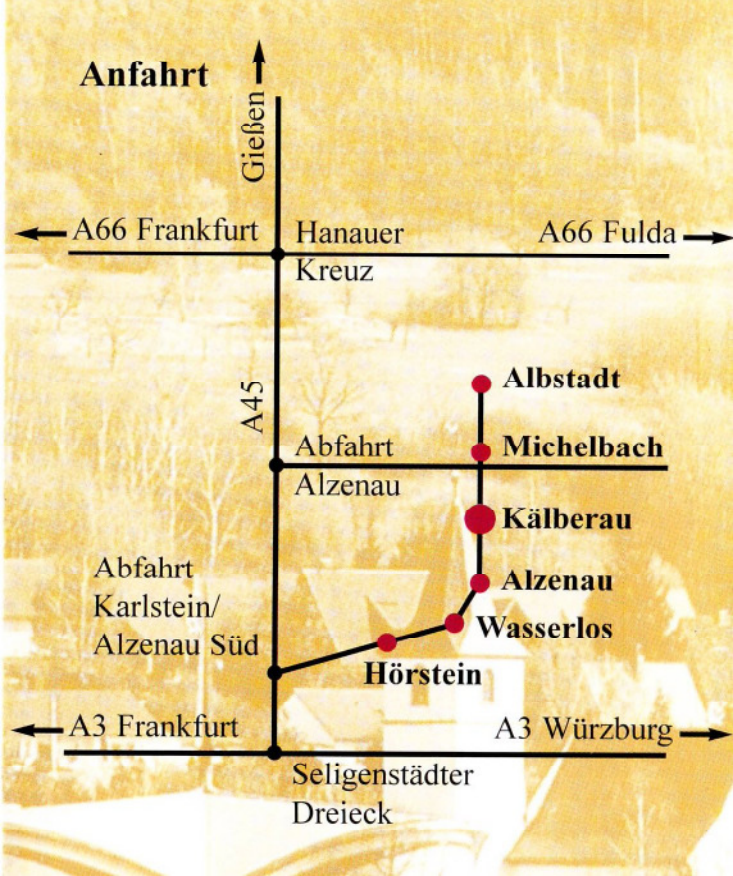 Anfahrt
Gießen
A66 Frankfurt
Hanauer
Kreuz
A66 Fulda
A45
Albstadt
Abfahrt
Alzenau
Michelbach
Kälberau
Abfahrt
Karlstein/
Alzenau Süd
Alzenau
Wasserlos
Hörstein
A3 Frankfurt
A3 Würzburg
Seligenstädter
Dreieck